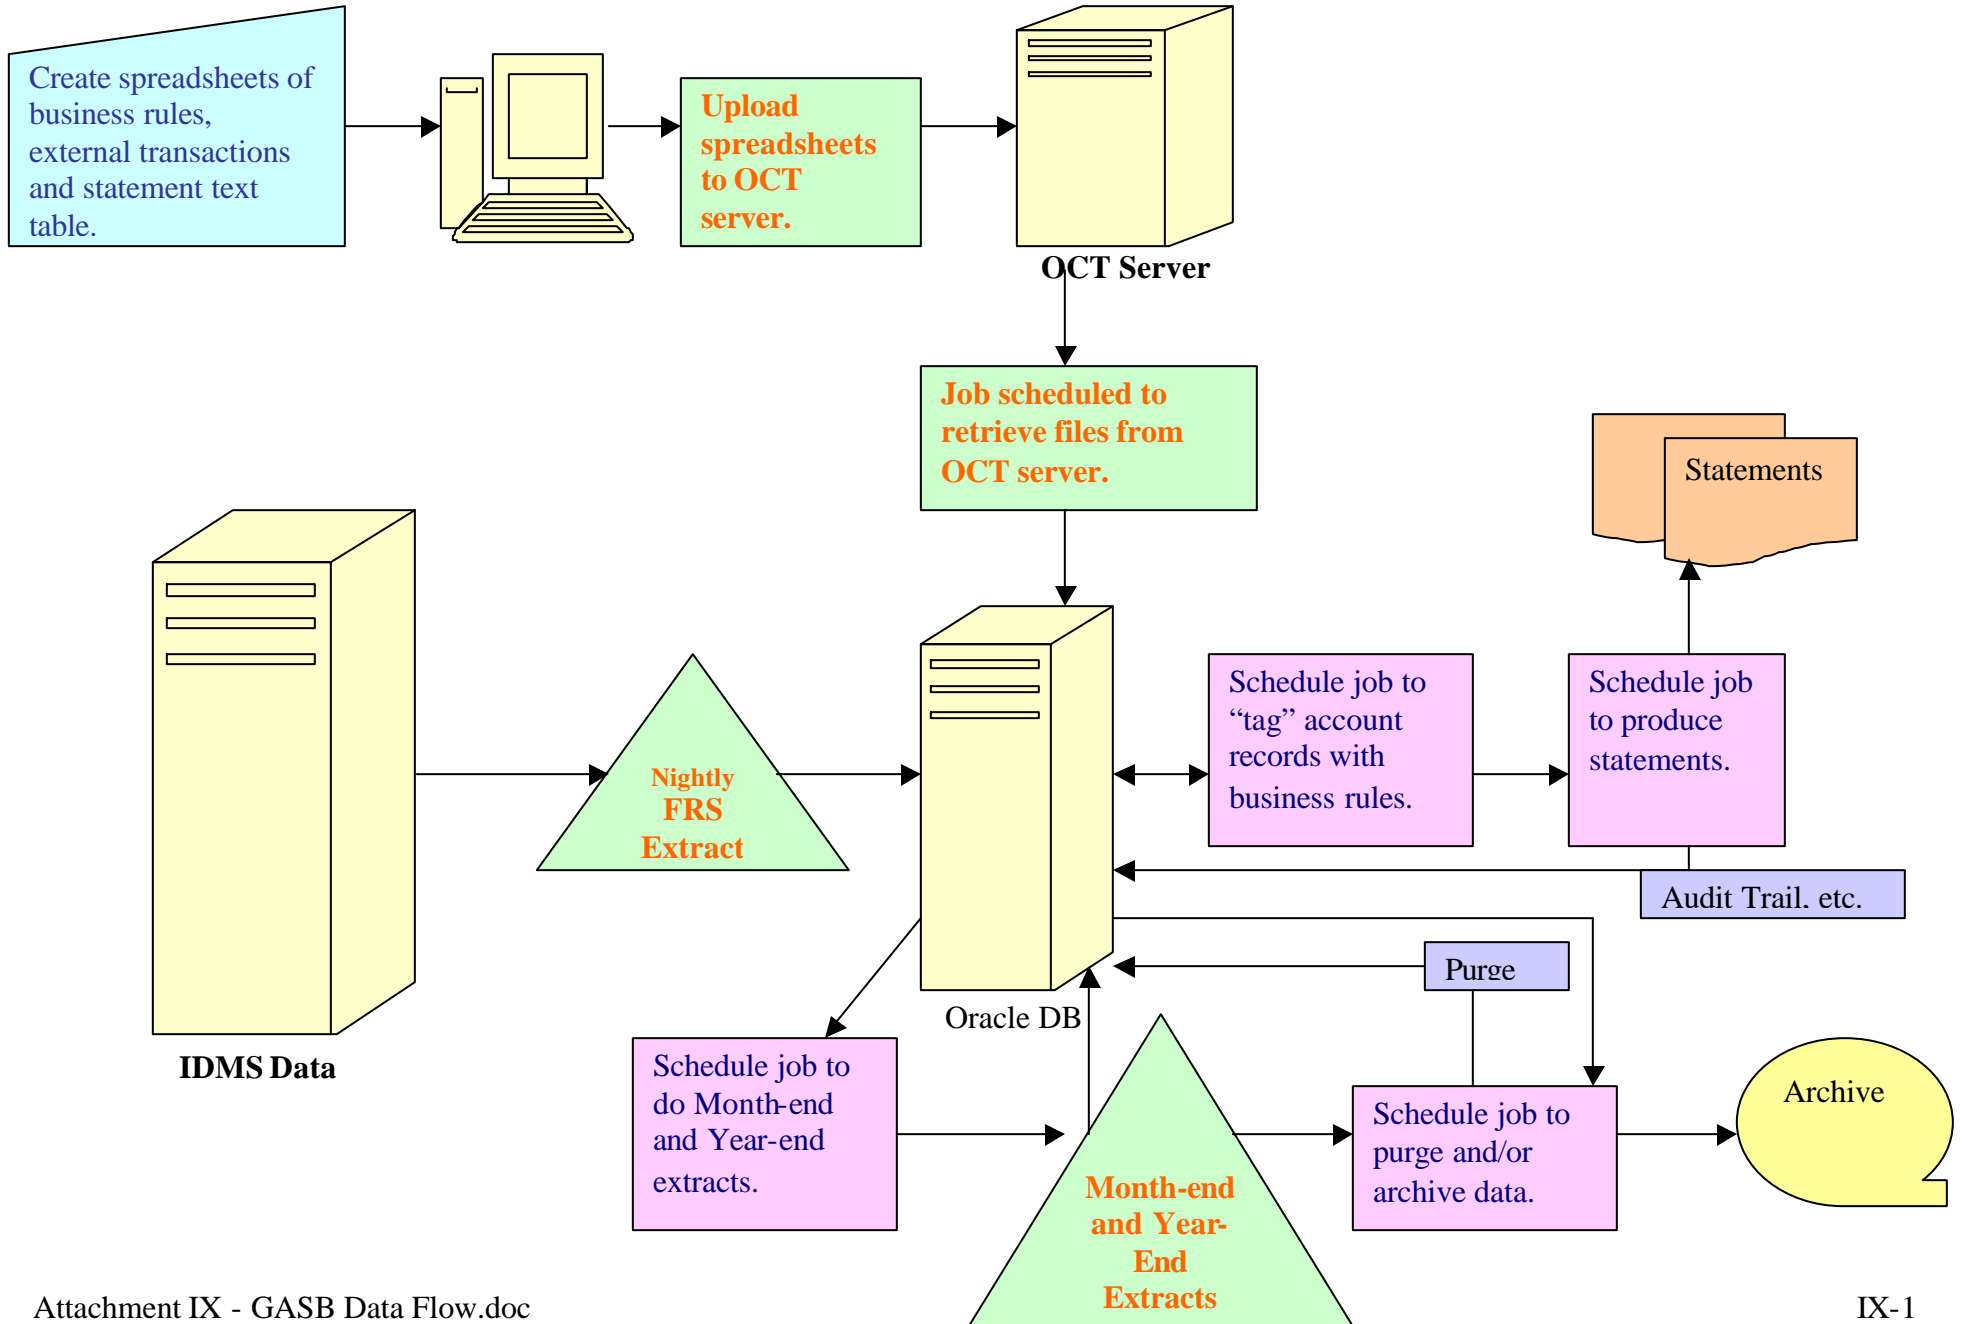 Create spreadsheets of
business rules,
external transactions
and statement text
table.
Upload
spreadsheets
to OCT
server.
OCT Server
Job scheduled to
retrieve files from
OCT server.
Statements
IDMS Data
Nightly
FRS
Extract
Oracle DB
Schedule job to
“tag” account
records with
business rules.
Schedule job
to produce
statements.
Audit Trail, etc.
Purge
Schedule job to
do Month-end
and Year-end
extracts.
Month-end
and Year-
End
Extracts
Schedule job to
purge and/or
archive data.
Archive
Attachment IX - GASB Data Flow.doc
IX-1